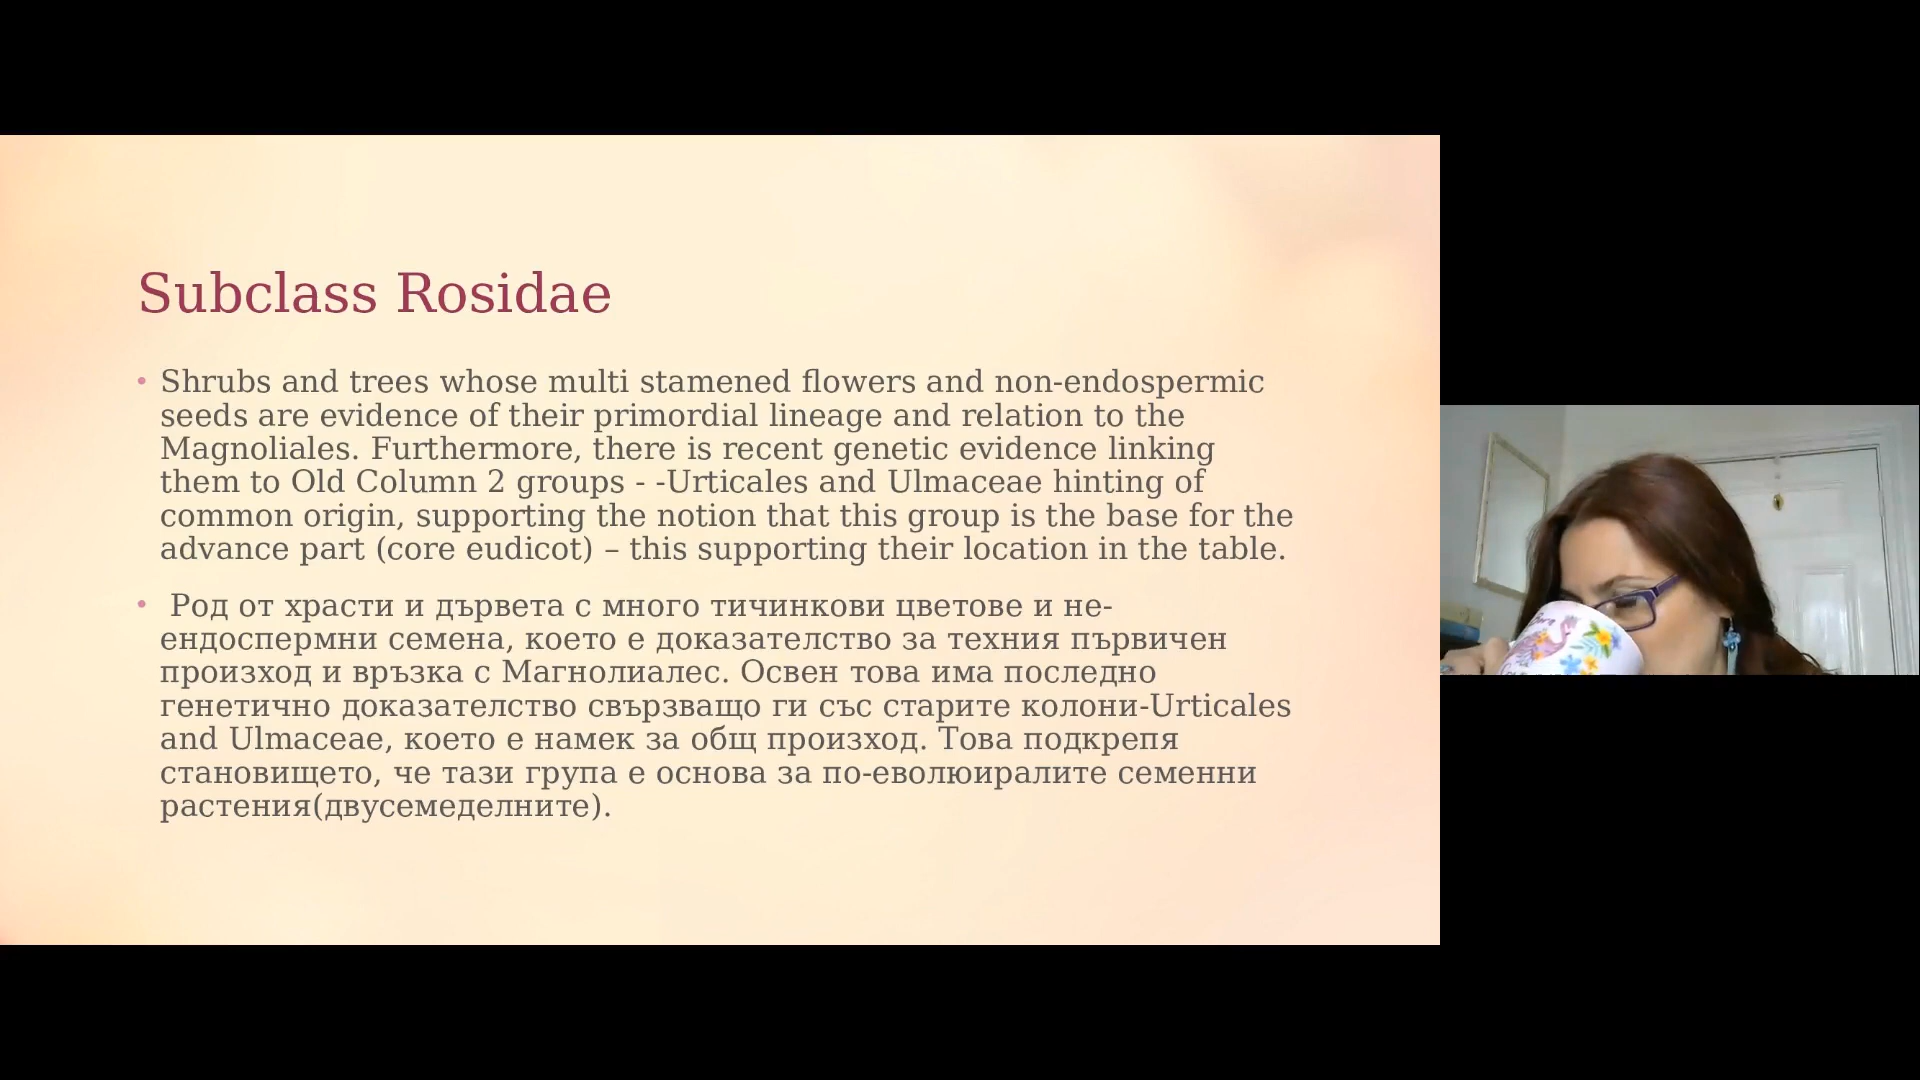 Subclass Rosidae
• Shrubs and trees whose multi stamened flowers and non-endospermic
seeds are evidence of their primordial lineage and relation to the
Magnoliales. Furthermore, there is recent genetic evidence linking
them to Old Column 2 groups - -Urticales and Ulmaceae hinting of
common origin, supporting the notion that this group is the base for the
advance part (core eudicot) – this supporting their location in the table.
• Род от храсти и дървета с много тичинкови цветове и не-
ендоспермни семена, което е доказателство за техния първичен
произход и връзка с Магнолиалес. Освен това има последно
генетично доказателство свързващо ги със старите колони-Urticales
and Ulmaceae, което е намек за общ произход. Това подкрепя
становището, че тази група е основа за по-еволюиралите семенни
растения(двусемеделните).